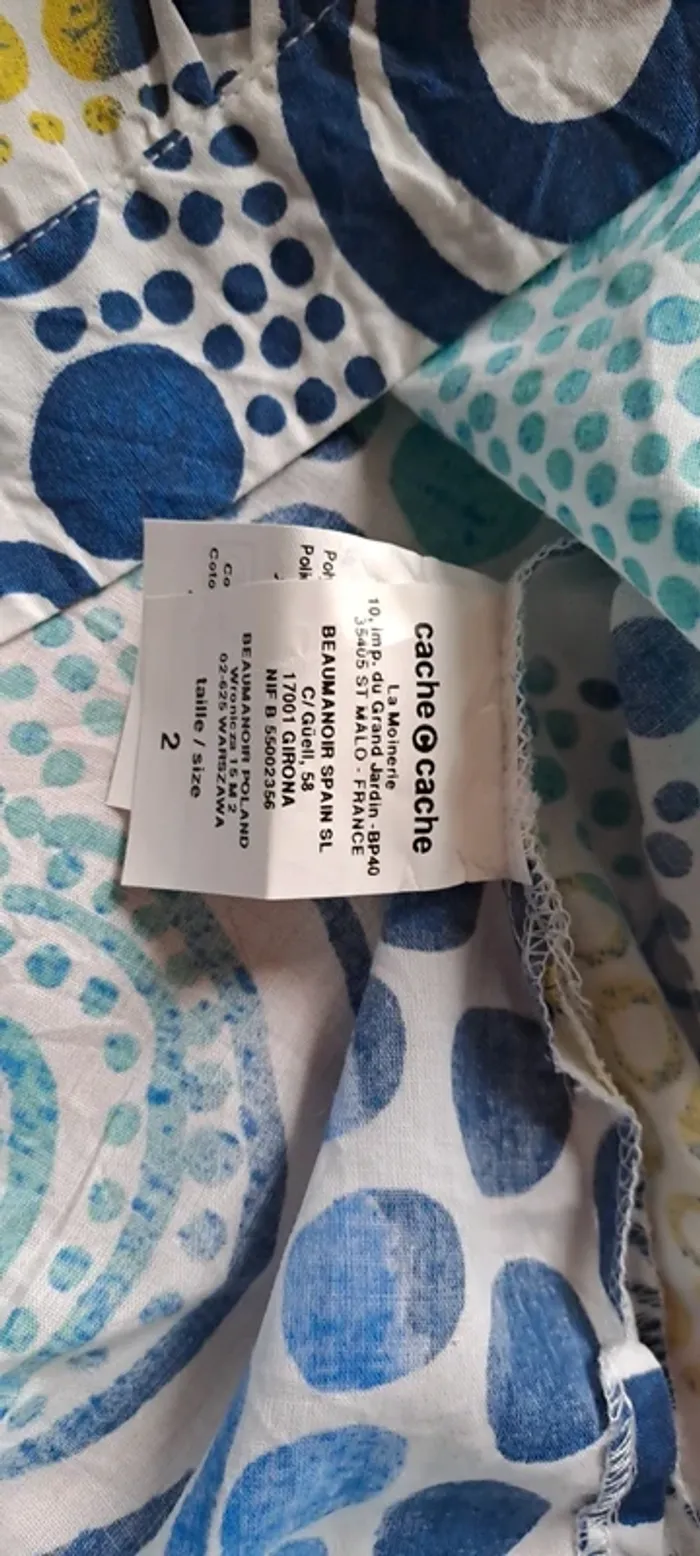 cache cache
La Moinerie
10, imp. du Grand Jardin - BP40
35405 ST MALO - FRANCE
BEAUMANOIR SPAIN SL
C/ Güell, 58
17001 GIRONA
NIF B 55002356
BEAUMANOIR POLAND
Wronicza 15 M 2
02-625 WARSZAWA
taille / size
2